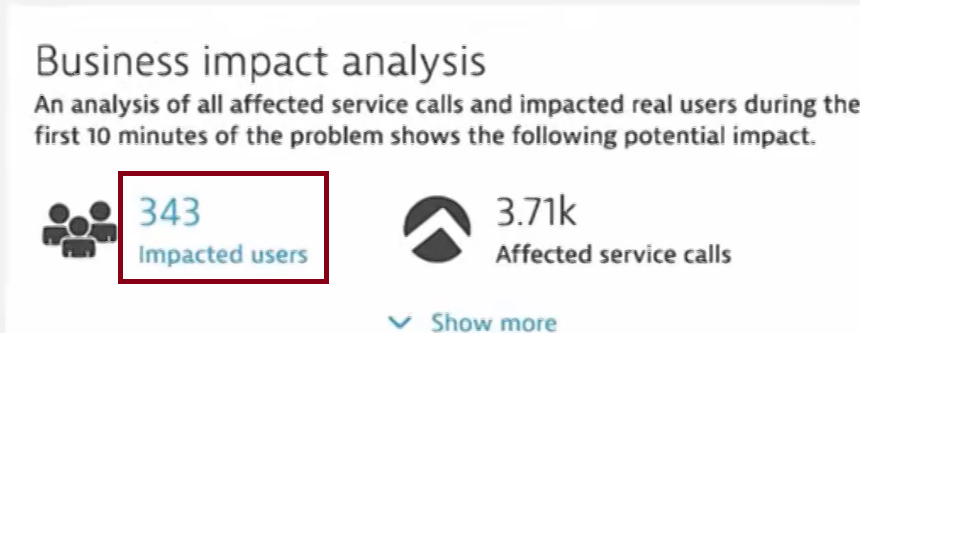 Business impact analysis
An analysis of all affected service calls and impacted real users during the
first 10 minutes of the problem shows the following potential impact.
343
Impacted users
3.71k
Affected service calls
Show more